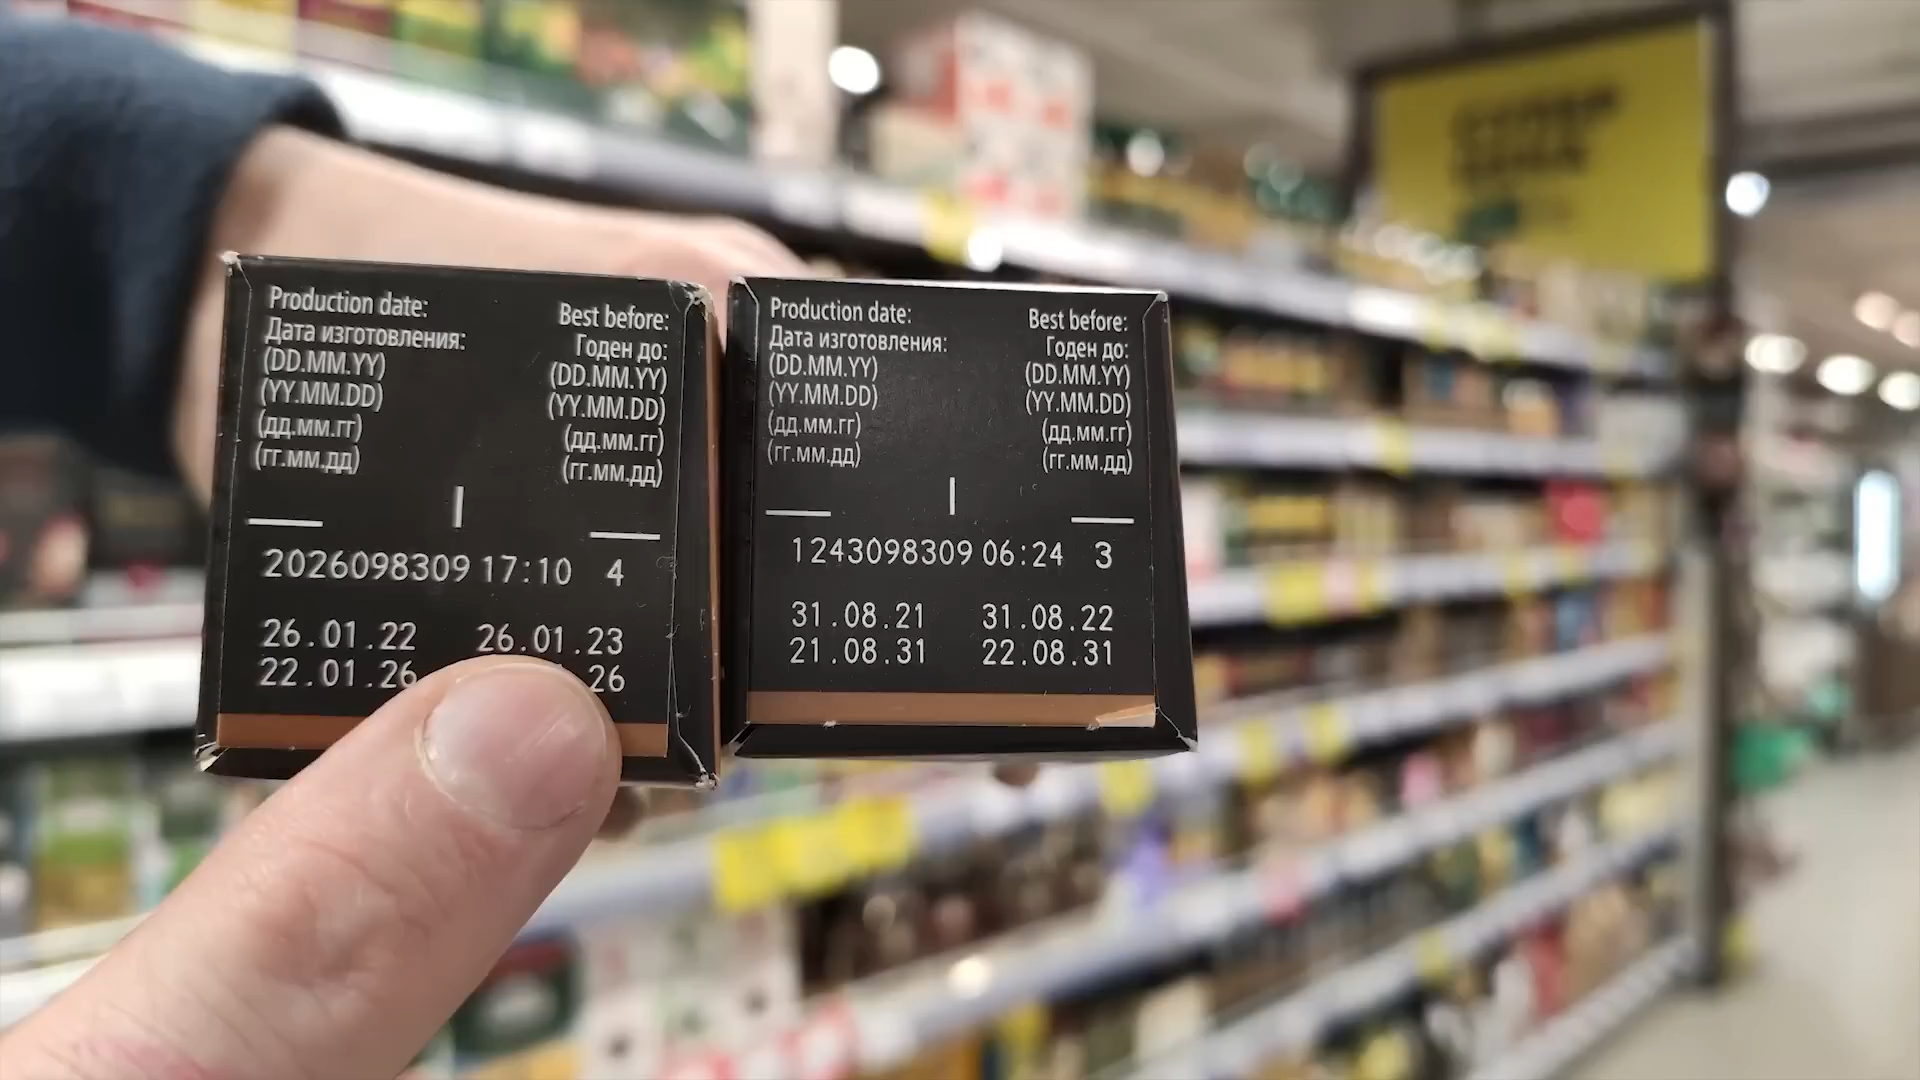 Production date:
Дата изготовления:
(DD.MM.YY)
(YY.MM.DD)
(дд.мм.гг)
(гг.мм.дд)
Best before:
Годен до:
(DD.MM.YY)
(YY.MM.DD)
(дд.мм.гг)
(гг.мм.дд)
2026098309 17:10 4
26.01.22 26.01.23
22.01.26 26
Production date:
Дата изготовления:
(DD.MM.YY)
(YY.MM.DD)
(дд.мм.гг)
(гг.мм.дд)
Best before:
Годен до:
(DD.MM.YY)
(YY.MM.DD)
(дд.мм.гг)
(гг.мм.дд)
1243098309 06:24 3
31.08.21 31.08.22
21.08.31 22.08.31